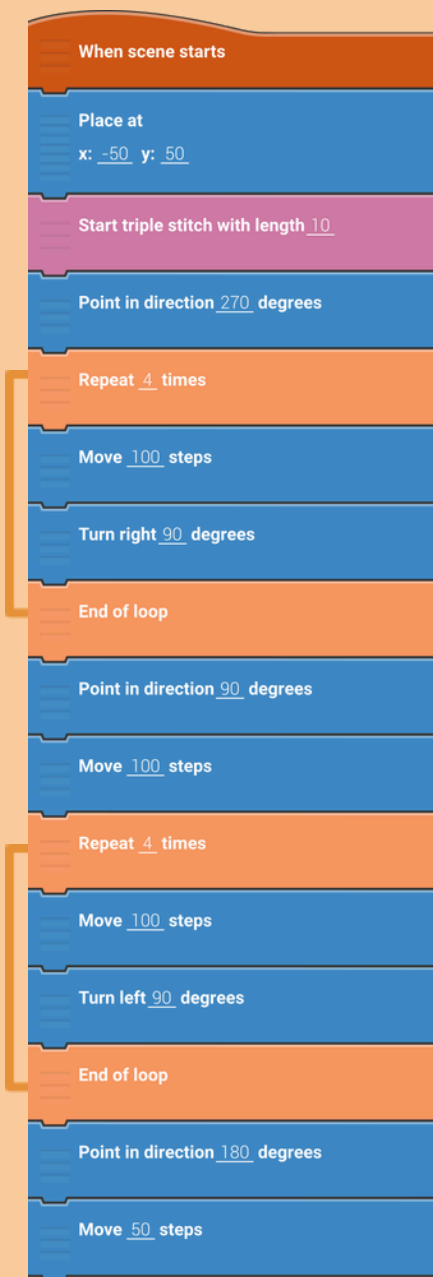 When scene starts
Place at
x: -50 y: 50
Start triple stitch with length 10
Point in direction 270 degrees
Repeat 4 times
Move 100 steps
Turn right 90 degrees
End of loop
Point in direction 90 degrees
Move 100 steps
Repeat 4 times
Move 100 steps
Turn left 90 degrees
End of loop
Point in direction 180 degrees
Move 50 steps